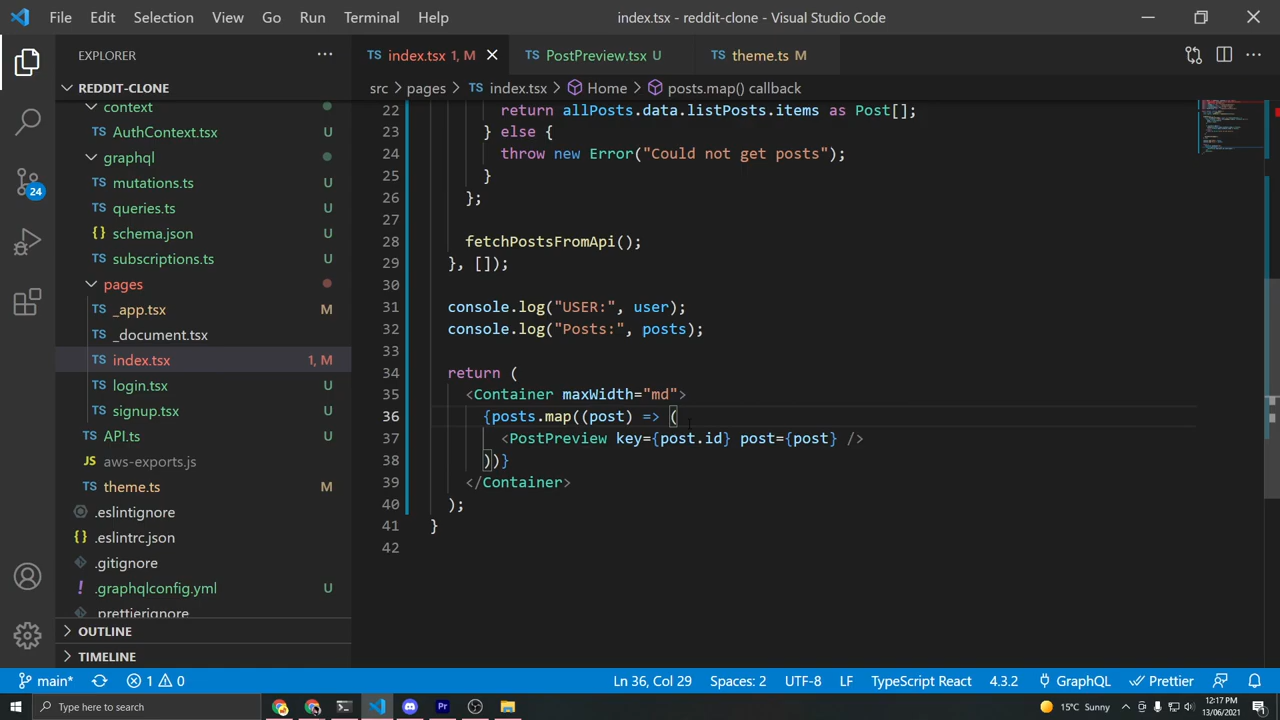 File Edit Selection View Go Run Terminal Help index.tsx - reddit-clone - Visual Studio Code
EXPLORER
REDDIT-CLONE
context
AuthContext.tsx U
graphql
mutations.ts U
queries.ts U
schema.json U
subscriptions.ts U
pages
_app.tsx M
_document.tsx
index.tsx 1, M
login.tsx U
signup.tsx U
API.ts U
aws-exports.js
theme.ts M
.eslintignore
.eslintrc.json
.gitignore
.graphqlconfig.yml U
.prettierignore
OUTLINE
TIMELINE
24
index.tsx 1, M PostPreview.tsx U theme.ts M
src > pages > index.tsx > Home > posts.map() callback
22 return allPosts.data.listPosts.items as Post[];
23 } else {
24 throw new Error("Could not get posts");
25 }
26 };
27
28 fetchPostsFromApi();
29 }, []);
30
31 console.log("USER:", user);
32 console.log("Posts:", posts);
33
34 return (
35 <Container maxWidth="md">
36 {posts.map((post) => (
37 <PostPreview key={post.id} post={post} />
38 ))}
39 </Container>
40 );
41 }
42
main* 1 0 Ln 36, Col 29 Spaces: 2 UTF-8 LF TypeScript React 4.3.2 GraphQL Prettier
Type here to search Pr 15°C Sunny 12:17 PM
13/06/2021